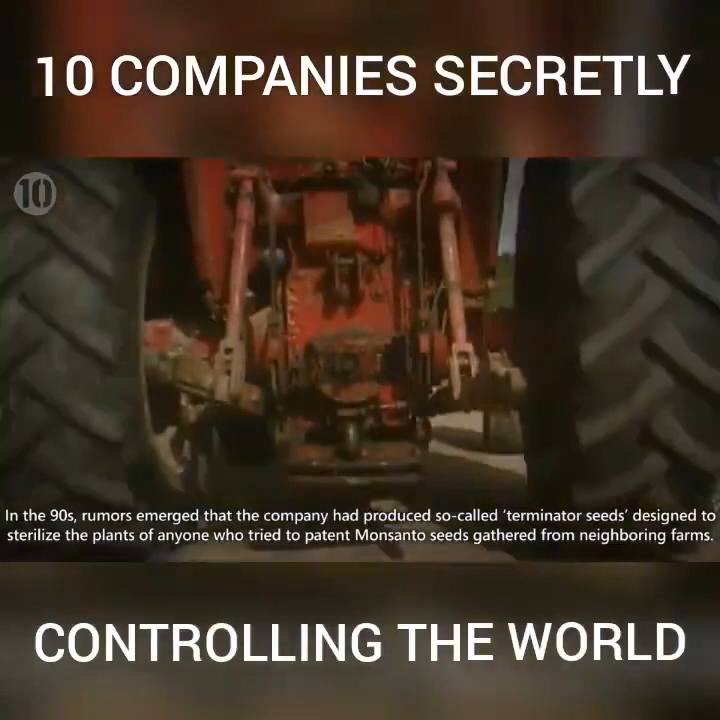 10 COMPANIES SECRETLY
10
In the 90s, rumors emerged that the company had produced so-called 'terminator seeds' designed to
sterilize the plants of anyone who tried to patent Monsanto seeds gathered from neighboring farms.
CONTROLLING THE WORLD